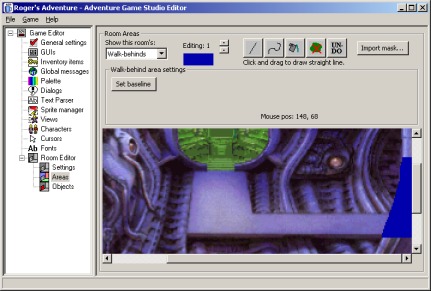 Roger's Adventure - Adventure Game Studio Editor
File Game Help
Game Editor
General settings
GUIs
Inventory items
Global messages
Palette
Dialogs
Text Parser
Sprite manager
Views
Characters
Cursors
Ab Fonts
Room Editor
Settings
Areas
Objects
Room Areas
Show this room's:
Walk-behinds
Editing: 1
UN-
DO
Import mask...
Click and drag to draw straight line.
Walk-behind area settings
Set baseline
Mouse pos: 148, 68